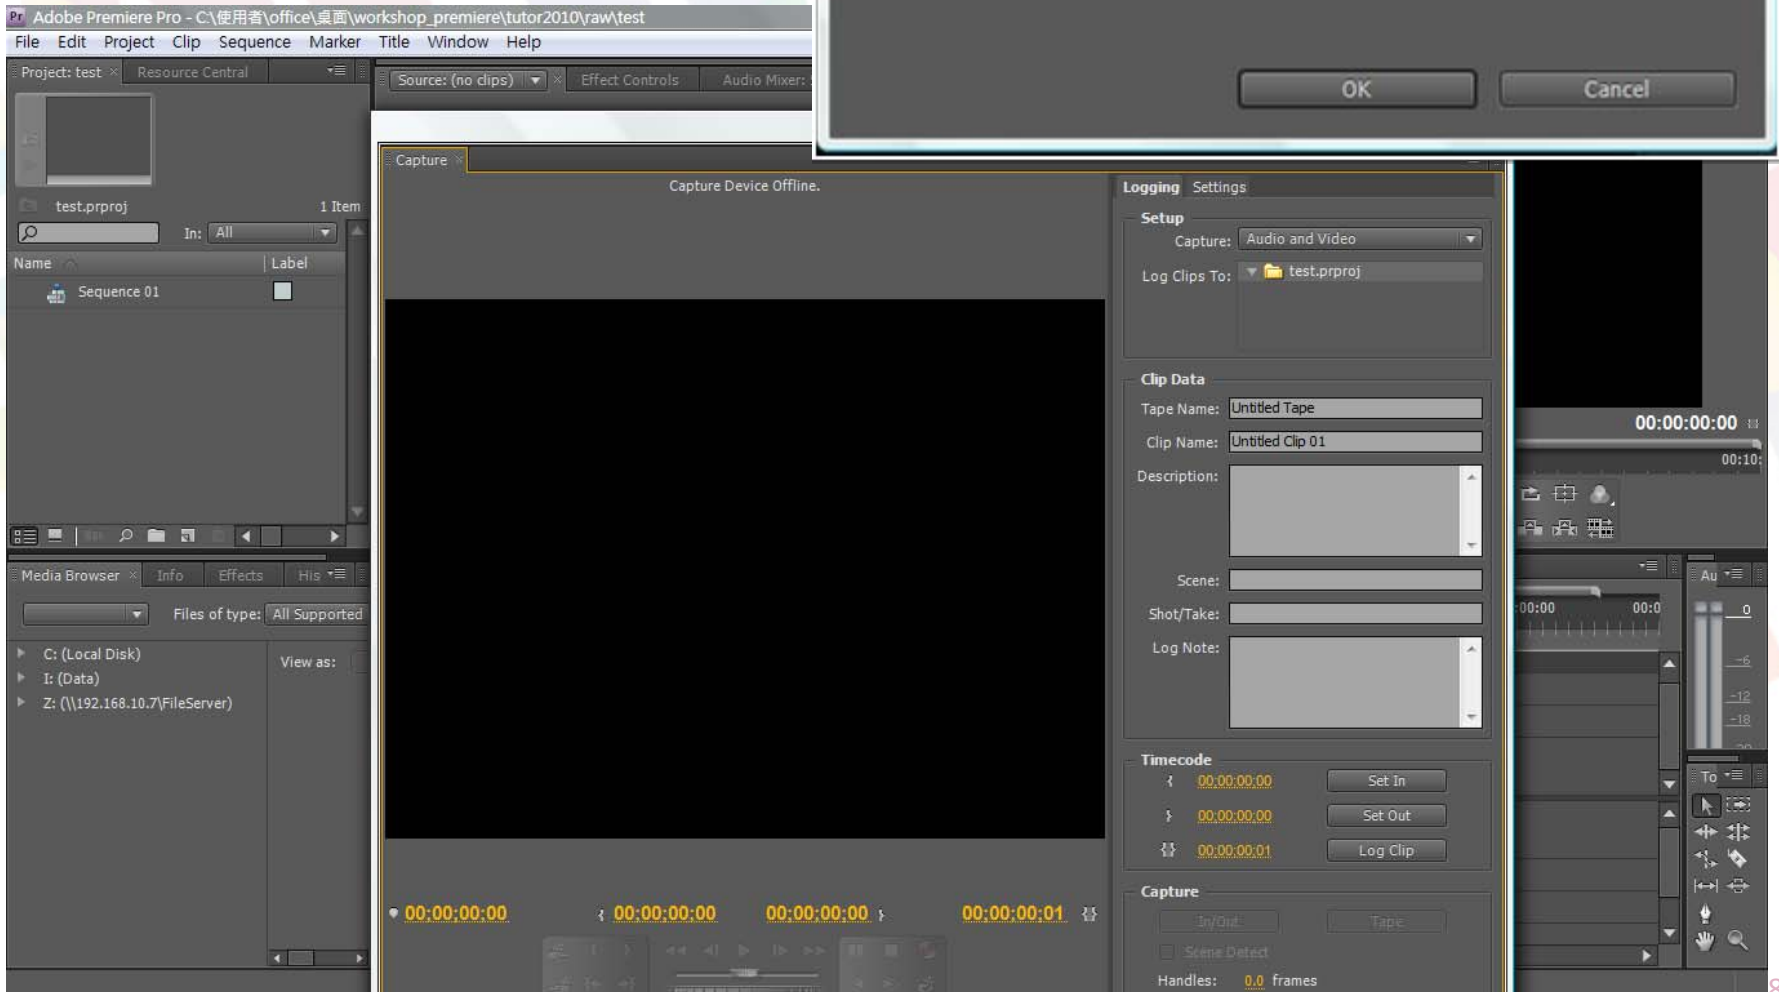 Adobe Premiere Pro - C:\使用者\office\桌面\workshop_premiere\tutor2010\raw\test
File Edit Project Clip Sequence Marker Title Window Help
OK Cancel
Project: test Resource Central
Source: (no clips) Effect Controls Audio Mixer:
test.prproj 1 Item
In: All
Name Label
Sequence 01
Capture
Capture Device Offline.
Logging Settings
Setup
Capture: Audio and Video
Log Clips To: test.prproj
Clip Data
Tape Name: Untitled Tape
Clip Name: Untitled Clip 01
Description:
Scene:
Shot/Take:
Log Note:
Timecode
00;00;00;00 Set In
00;00;00;00 Set Out
00;00;00;01 Log Clip
Capture
In/Out Tape
Scene Detect
Handles: 0.0 frames
00;00;00;00 00;00;00;00 00;00;00;00 00;00;00;01
00:00:00:00
00:10:
Media Browser Info Effects His
Files of type: All Supported
C: (Local Disk)
I: (Data)
Z: (\\192.168.10.7\FileServer)
View as:
:00:00 00:0
Au
0
-6
-12
-18
To